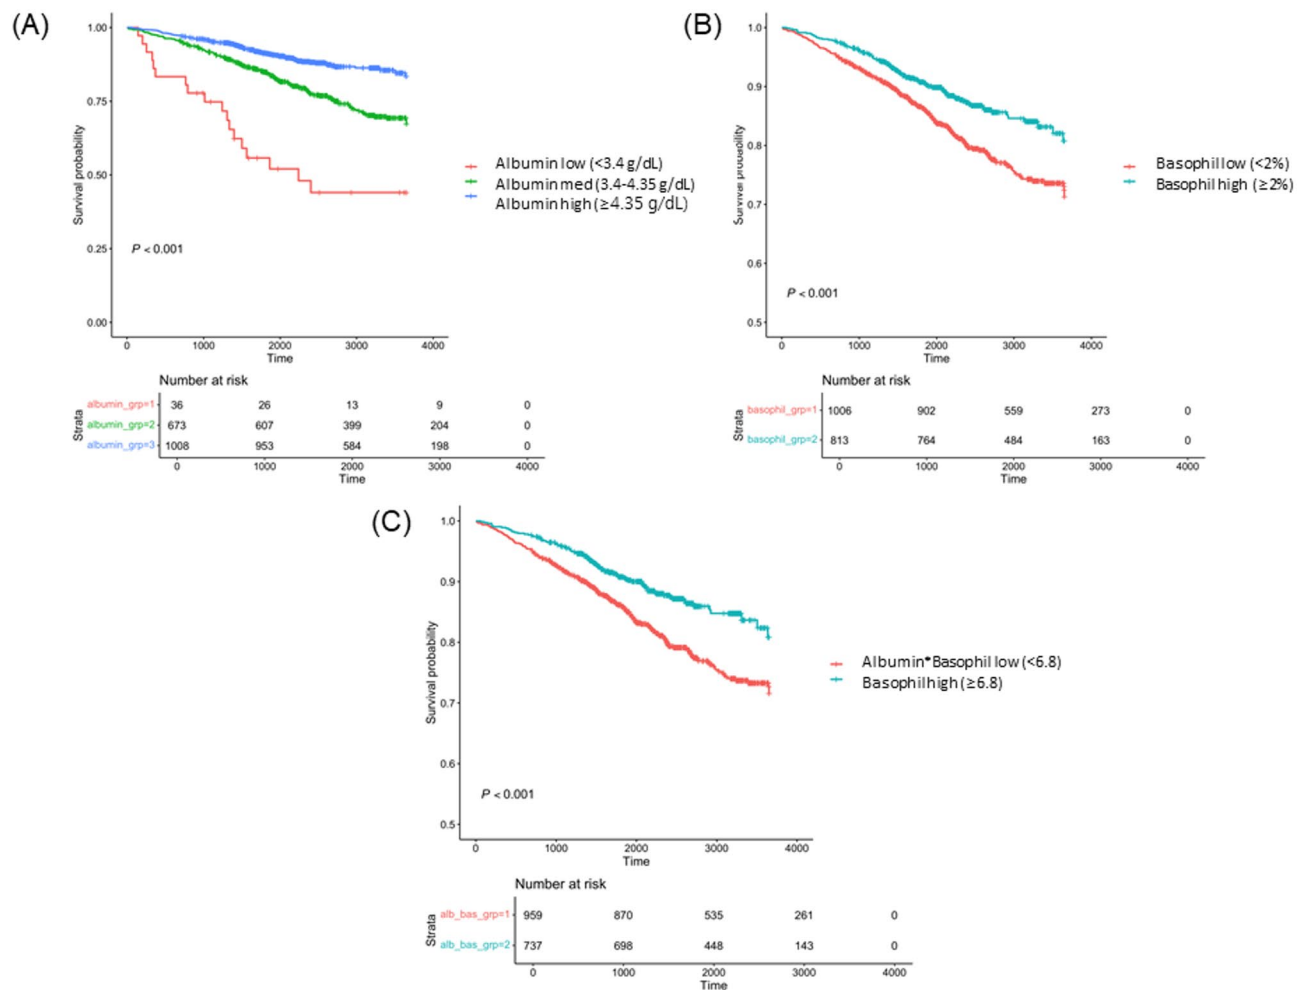 (A)
1.00
0.75
0.50
0.25
0.00
Survival probability
P < 0.001
0 1000 2000 3000 4000
Time
Albumin low (<3.4 g/dL)
Albumin med (3.4-4.35 g/dL)
Albumin high (≥4.35 g/dL)
Number at risk
Strata
albumin_grp=1 36 26 13 9 0
albumin_grp=2 673 607 399 204 0
albumin_grp=3 1008 953 584 198 0
0 1000 2000 3000 4000
Time
(B)
1.0
0.9
0.8
0.7
0.6
0.5
Survival probability
P < 0.001
0 1000 2000 3000 4000
Time
Basophil low (<2%)
Basophil high (≥2%)
Number at risk
Strata
basophil_grp=1 1006 902 559 273 0
basophil_grp=2 813 764 484 163 0
0 1000 2000 3000 4000
Time
(C)
1.0
0.9
0.8
0.7
0.6
0.5
Survival probability
P < 0.001
0 1000 2000 3000 4000
Time
Albumin*Basophil low (<6.8)
Basophil high (≥6.8)
Number at risk
Strata
alb_bas_grp=1 959 870 535 261 0
alb_bas_grp=2 737 698 448 143 0
0 1000 2000 3000 4000
Time